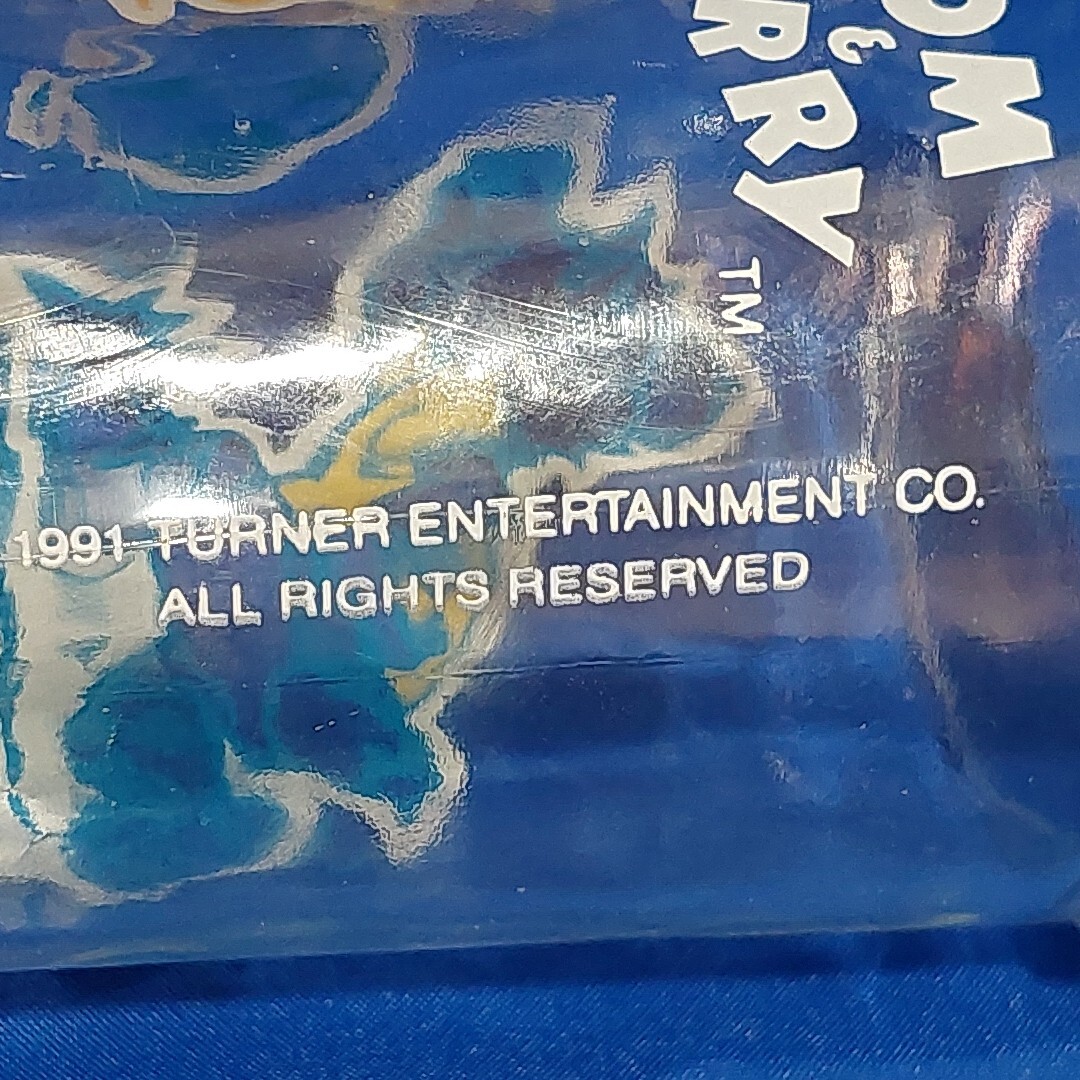 OM
&
RRY
TM
1991 TURNER ENTERTAINMENT CO.
ALL RIGHTS RESERVED